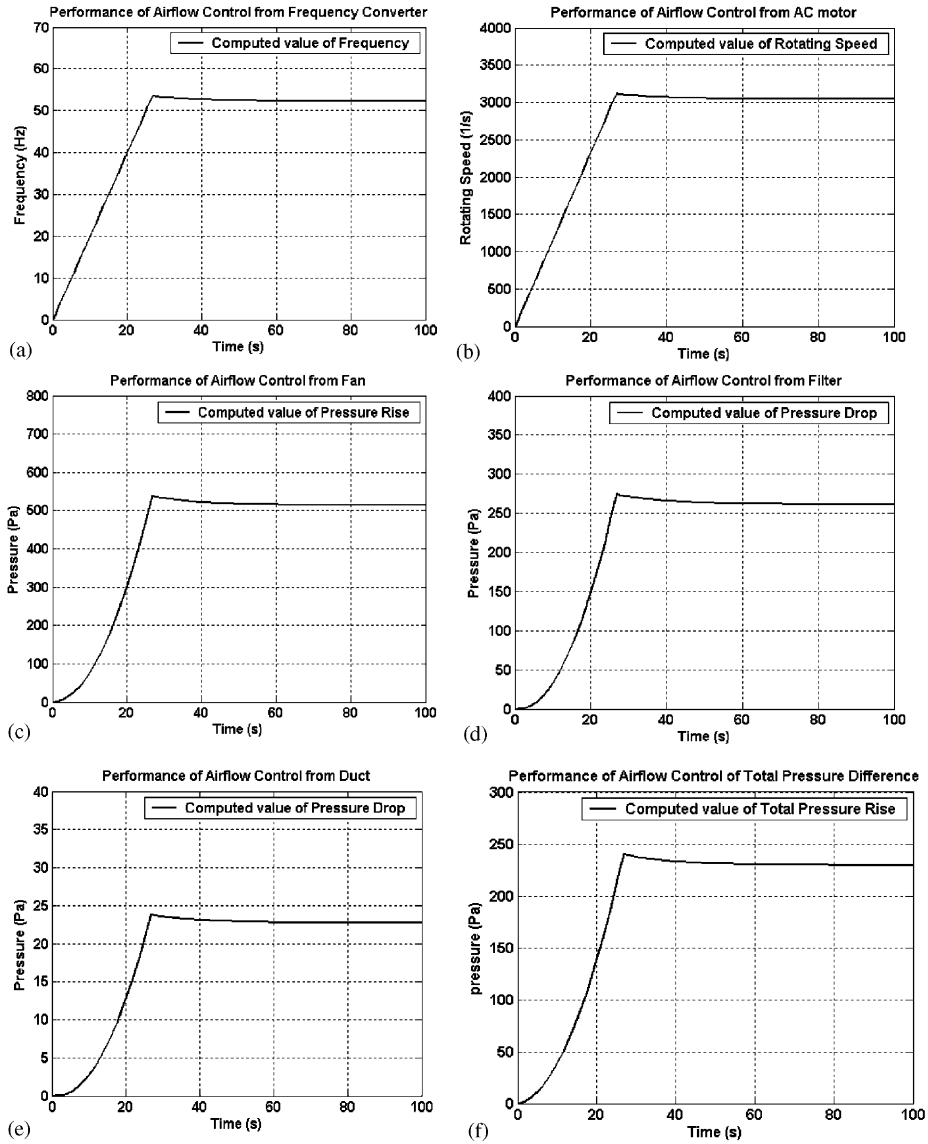 Performance of Airflow Control from Frequency Converter
Computed value of Frequency
70
60
50
40
30
20
10
0
Frequency (Hz)
0 20 40 60 80 100
Time (s)
(a)
Performance of Airflow Control from AC motor
Computed value of Rotating Speed
4000
3500
3000
2500
2000
1500
1000
500
0
Rotating Speed (1/s)
0 20 40 60 80 100
Time (s)
(b)
Performance of Airflow Control from Fan
Computed value of Pressure Rise
800
700
600
500
400
300
200
100
0
Pressure (Pa)
0 20 40 60 80 100
Time (s)
(c)
Performance of Airflow Control from Filter
Computed value of Pressure Drop
400
350
300
250
200
150
100
50
0
Pressure (Pa)
0 20 40 60 80 100
Time (s)
(d)
Performance of Airflow Control from Duct
Computed value of Pressure Drop
40
35
30
25
20
15
10
5
0
Pressure (Pa)
0 20 40 60 80 100
Time (s)
(e)
Performance of Airflow Control of Total Pressure Difference
Computed value of Total Pressure Rise
300
250
200
150
100
50
0
pressure (Pa)
0 20 40 60 80 100
Time (s)
(f)